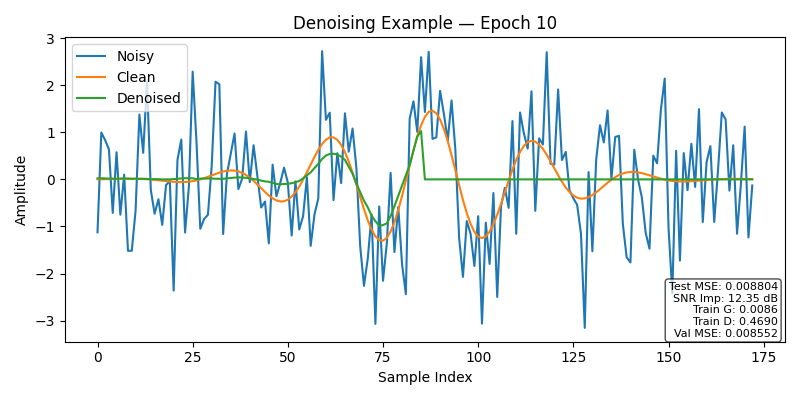 Denoising Example — Epoch 10
Noisy
Clean
Denoised
Amplitude
3
2
1
0
−1
−2
−3
0
25
50
75
100
125
150
175
Sample Index
Test MSE: 0.008804
SNR Imp: 12.35 dB
Train G: 0.0086
Train D: 0.4690
Val MSE: 0.008552